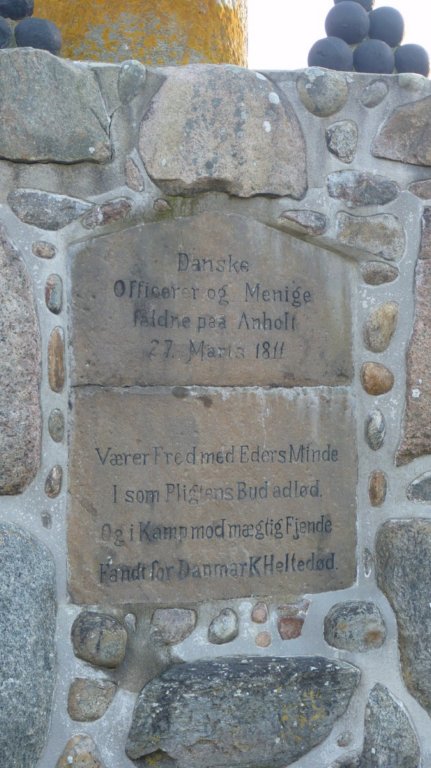 Danske
Officerer og Menige
faldne paa Anholt
27. Marts 1811
Værer Fred med Eders Minde
I som Pligtens Bud adlød.
Og i Kamp mod mægtig Fjende
Fandt for Danmark Heltedød.